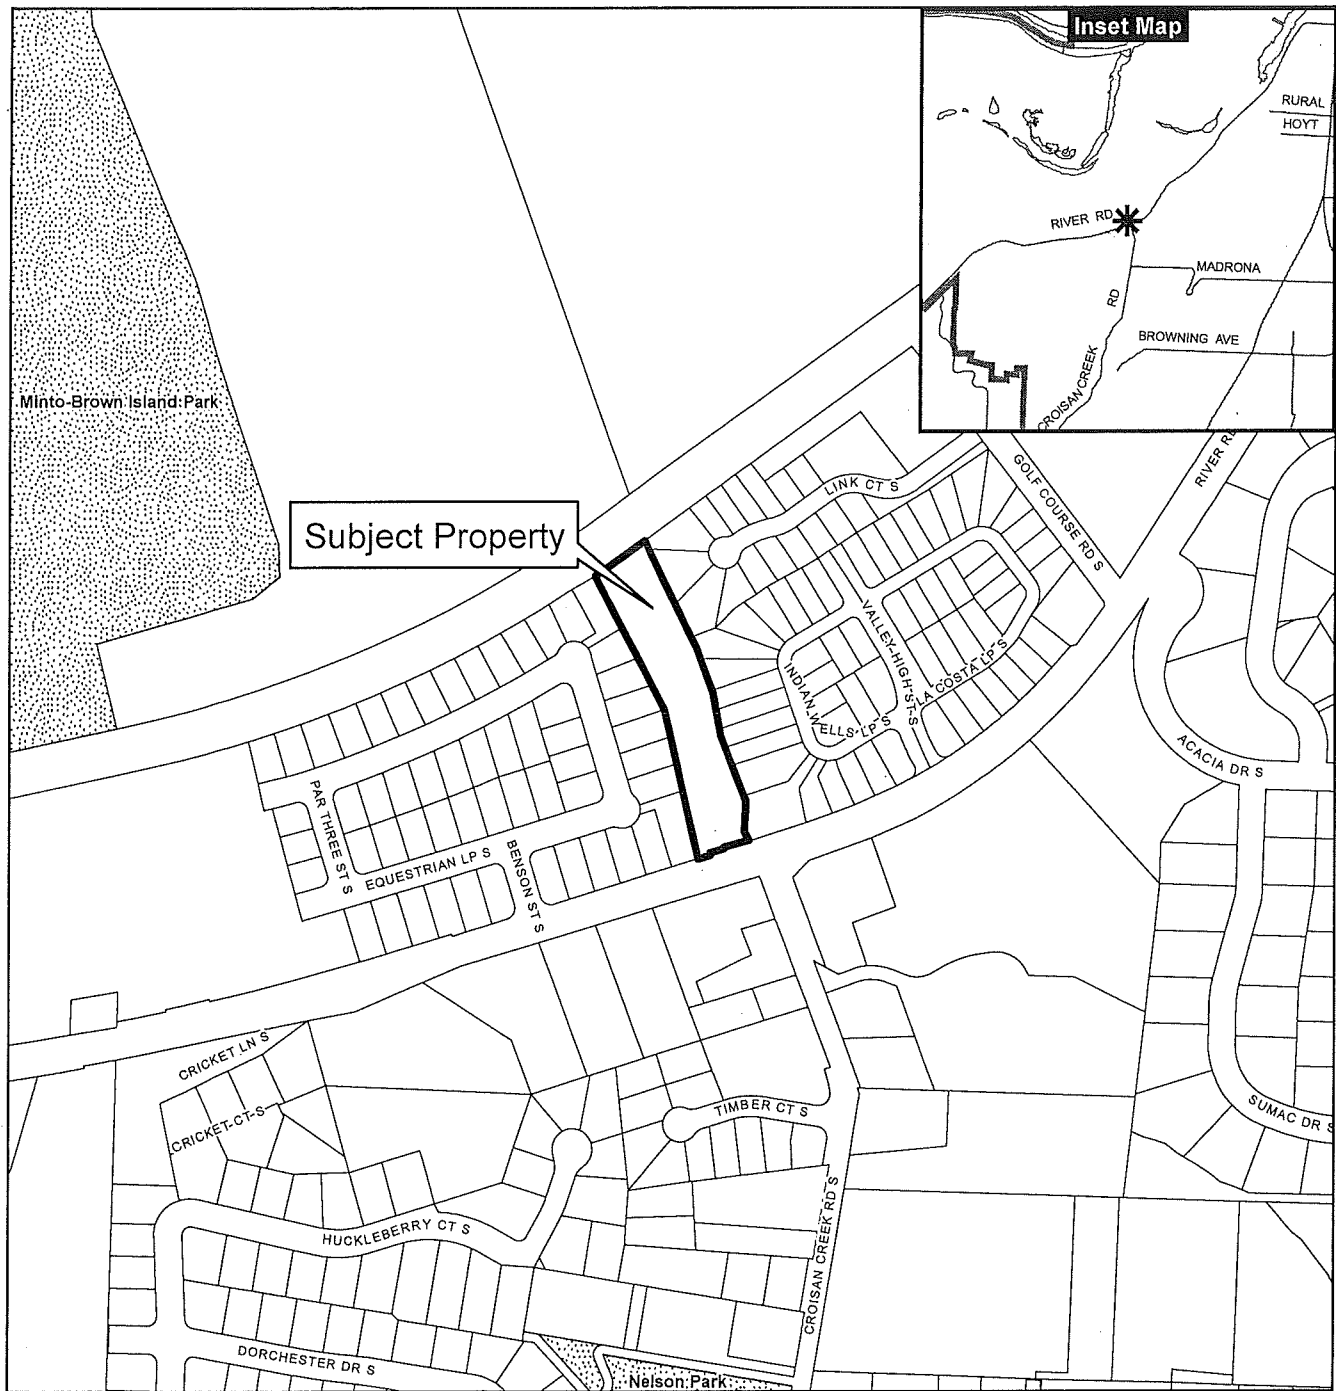 Inset Map
RURAL
HOYT
RIVER RD
MADRONA
RD
BROWNING AVE
CROISAN CREEK
Minto-Brown Island Park
LINK CT S
GOLF COURSE RD S
Subject Property
VALLEY HIGH ST S
LA COSTA LP S
INDIAN WELLS LP S
ACACIA DR S
PAR THREE ST S
EQUESTRIAN LP S
BENSON ST S
CRICKET LN S
CRICKET CT S
TIMBER CT S
SUMAC DR S
HUCKLEBERRY CT S
CROISAN CREEK RD S
DORCHESTER DR S
Nelson Park